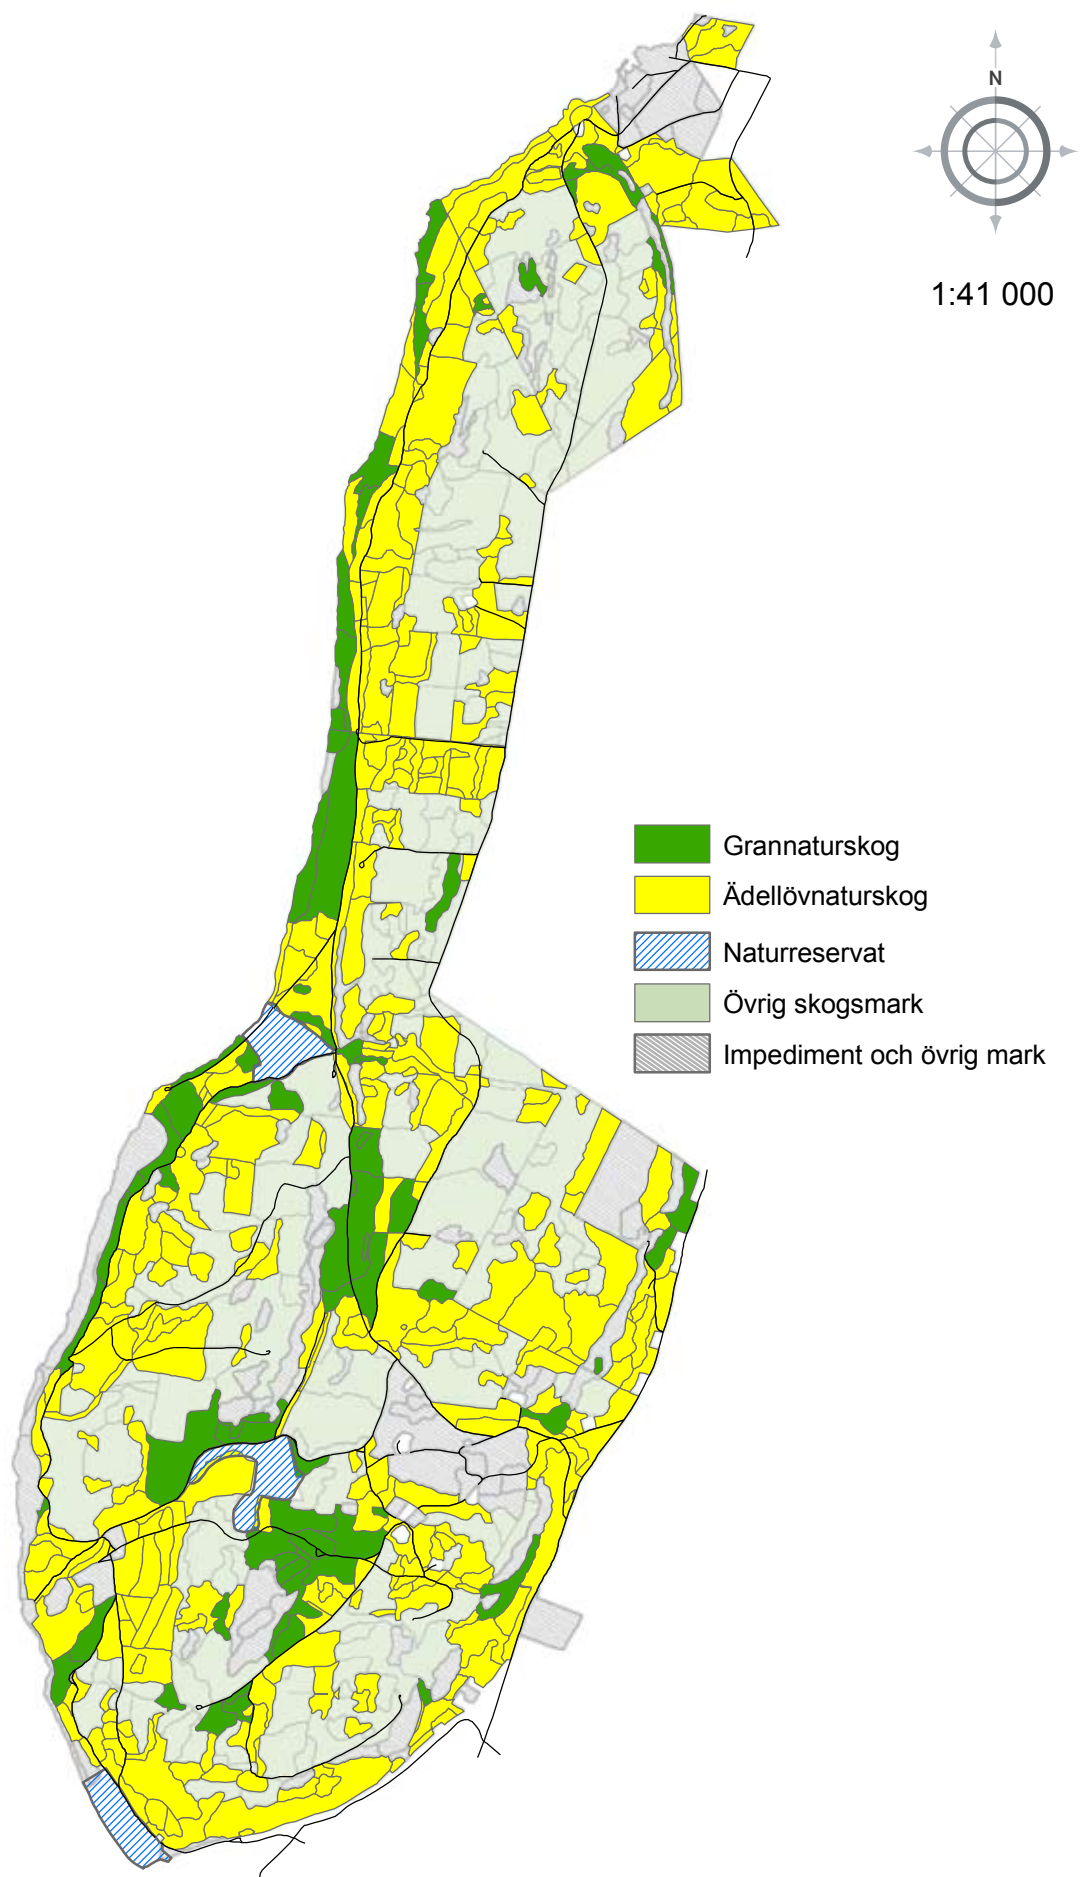 N
1:41 000
Grannaturskog
Ädellövnaturskog
Naturreservat
Övrig skogsmark
Impediment och övrig mark